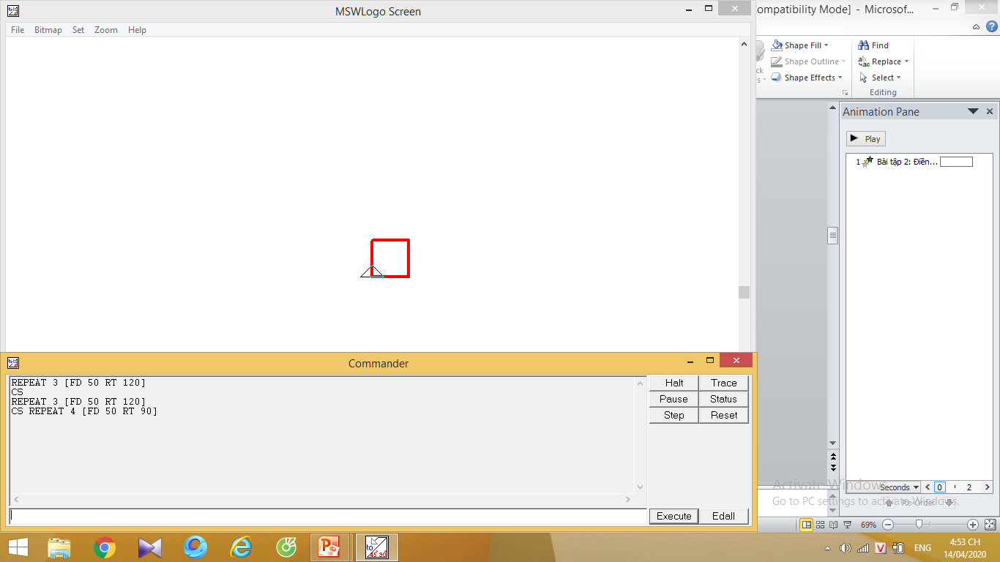 MSWLogo Screen
File Bitmap Set Zoom Help
ompatibility Mode] - Microsof...
Shape Fill
Shape Outline
Shape Effects
ck
s
Find
Replace
Select
Editing
Animation Pane
Play
1 Bài tập 2: Điền...
Commander
REPEAT 3 [FD 50 RT 120]
CS
REPEAT 3 [FD 50 RT 120]
CS REPEAT 4 [FD 50 RT 90]
Halt Trace
Pause Status
Step Reset
Execute Edall
Activate Windows
Go to PC settings to activate Windows.
Seconds 0 2
Re-Order
69%
ENG
4:53 CH
14/04/2020